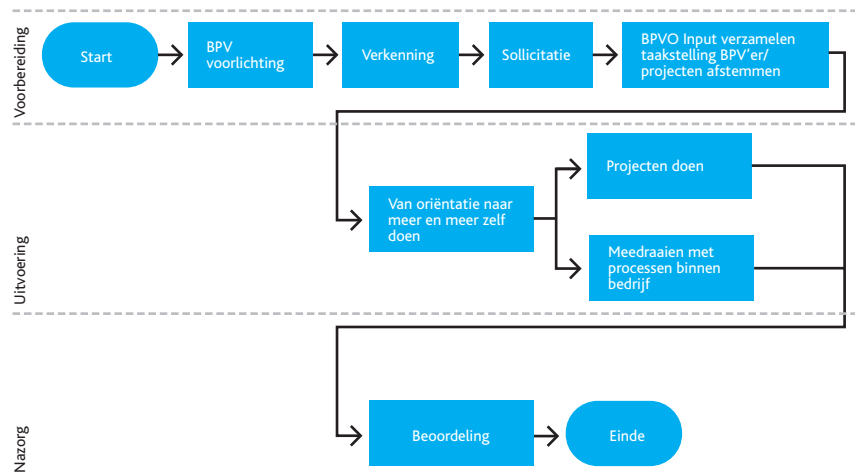 Voorbereiding
Start
BPV
voorlichting
Verkenning
Sollicitatie
BPVO Input verzamelen
taakstelling BPV'er/
projecten afstemmen
Uitvoering
Van oriëntatie naar
meer en meer zelf
doen
Projecten doen
Meedraaien met
processen binnen
bedrijf
Nazorg
Beoordeling
Einde